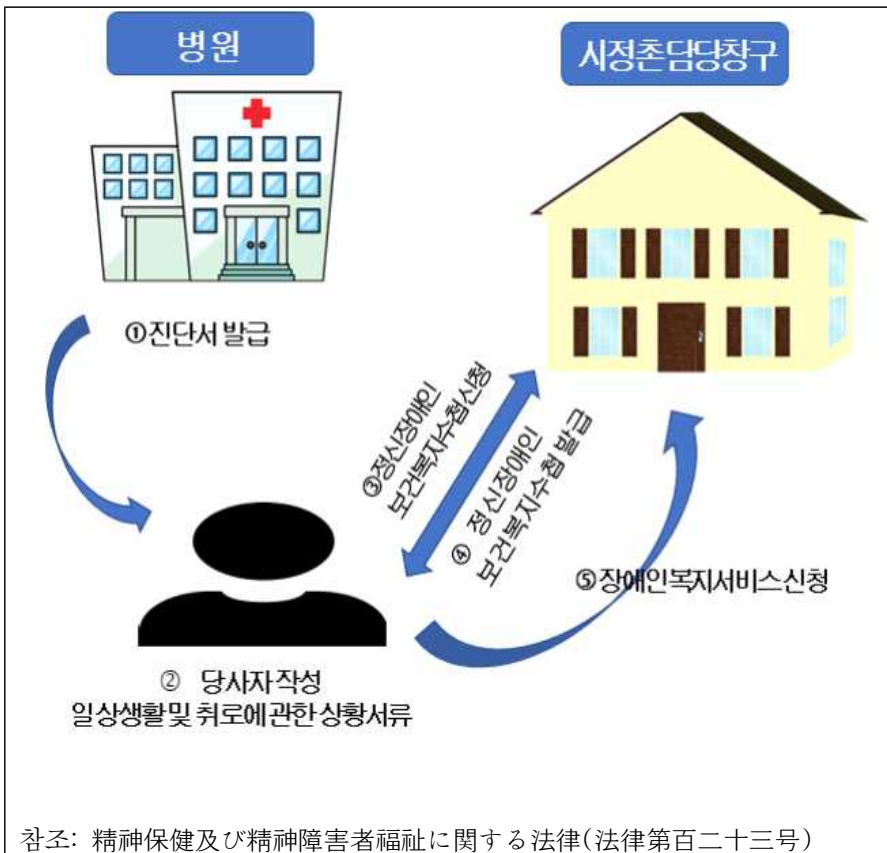 병원
시정촌담당창구
①진단서 발급
③정신장애인
보건복지수첩신청
④ 정신장애인
보건복지수첩 발급
⑤장애인복지서비스신청
② 당사자작성
일상생활및 취로에관한상황서류
참조: 精神保健及び精神障害者福祉に関する法律(法律第百二十三号)